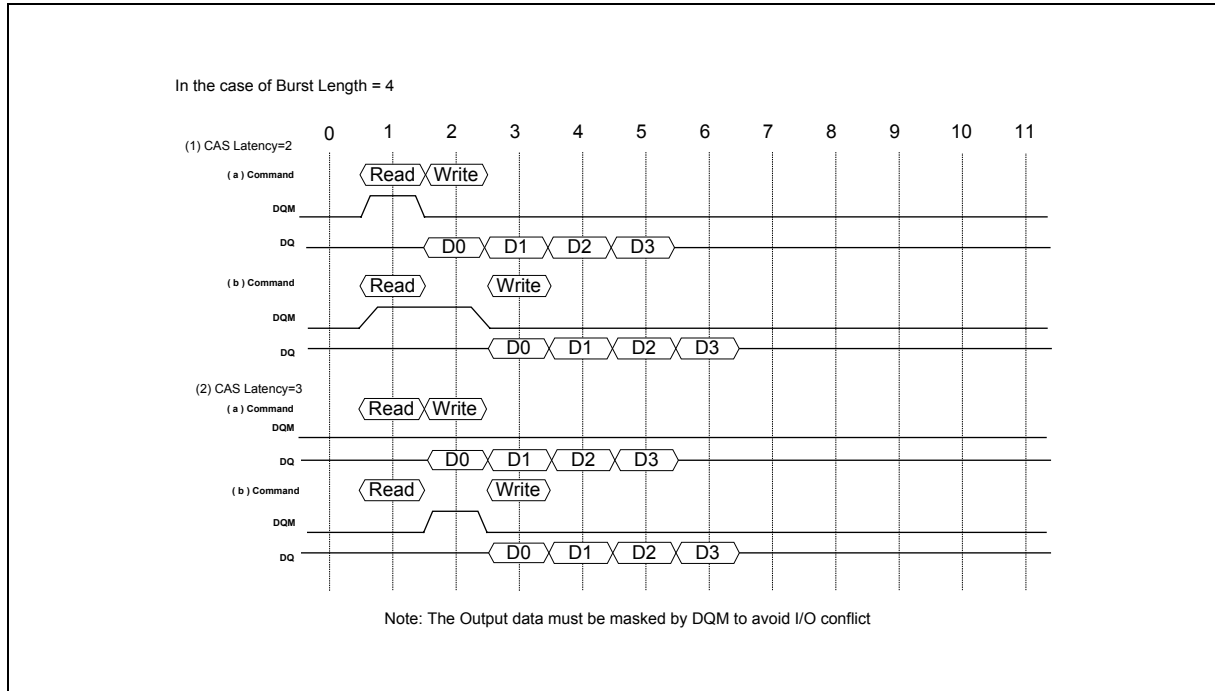 In the case of Burst Length = 4
0 1 2 3 4 5 6 7 8 9 10 11
(1) CAS Latency=2
( a ) Command Read Write
DQM
DQ D0 D1 D2 D3
( b ) Command Read Write
DQM
DQ D0 D1 D2 D3
(2) CAS Latency=3
( a ) Command Read Write
DQM
DQ D0 D1 D2 D3
( b ) Command Read Write
DQM
DQ D0 D1 D2 D3
Note: The Output data must be masked by DQM to avoid I/O conflict